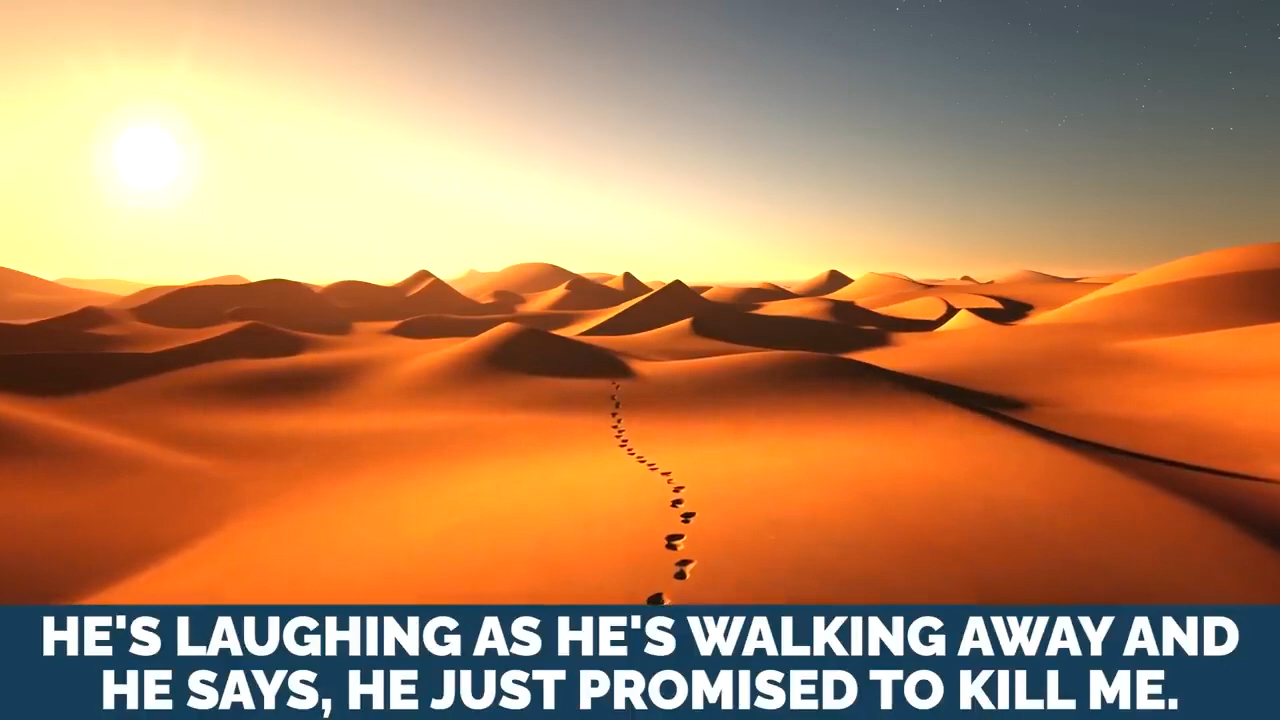 HE'S LAUGHING AS HE'S WALKING AWAY AND
HE SAYS, HE JUST PROMISED TO KILL ME.